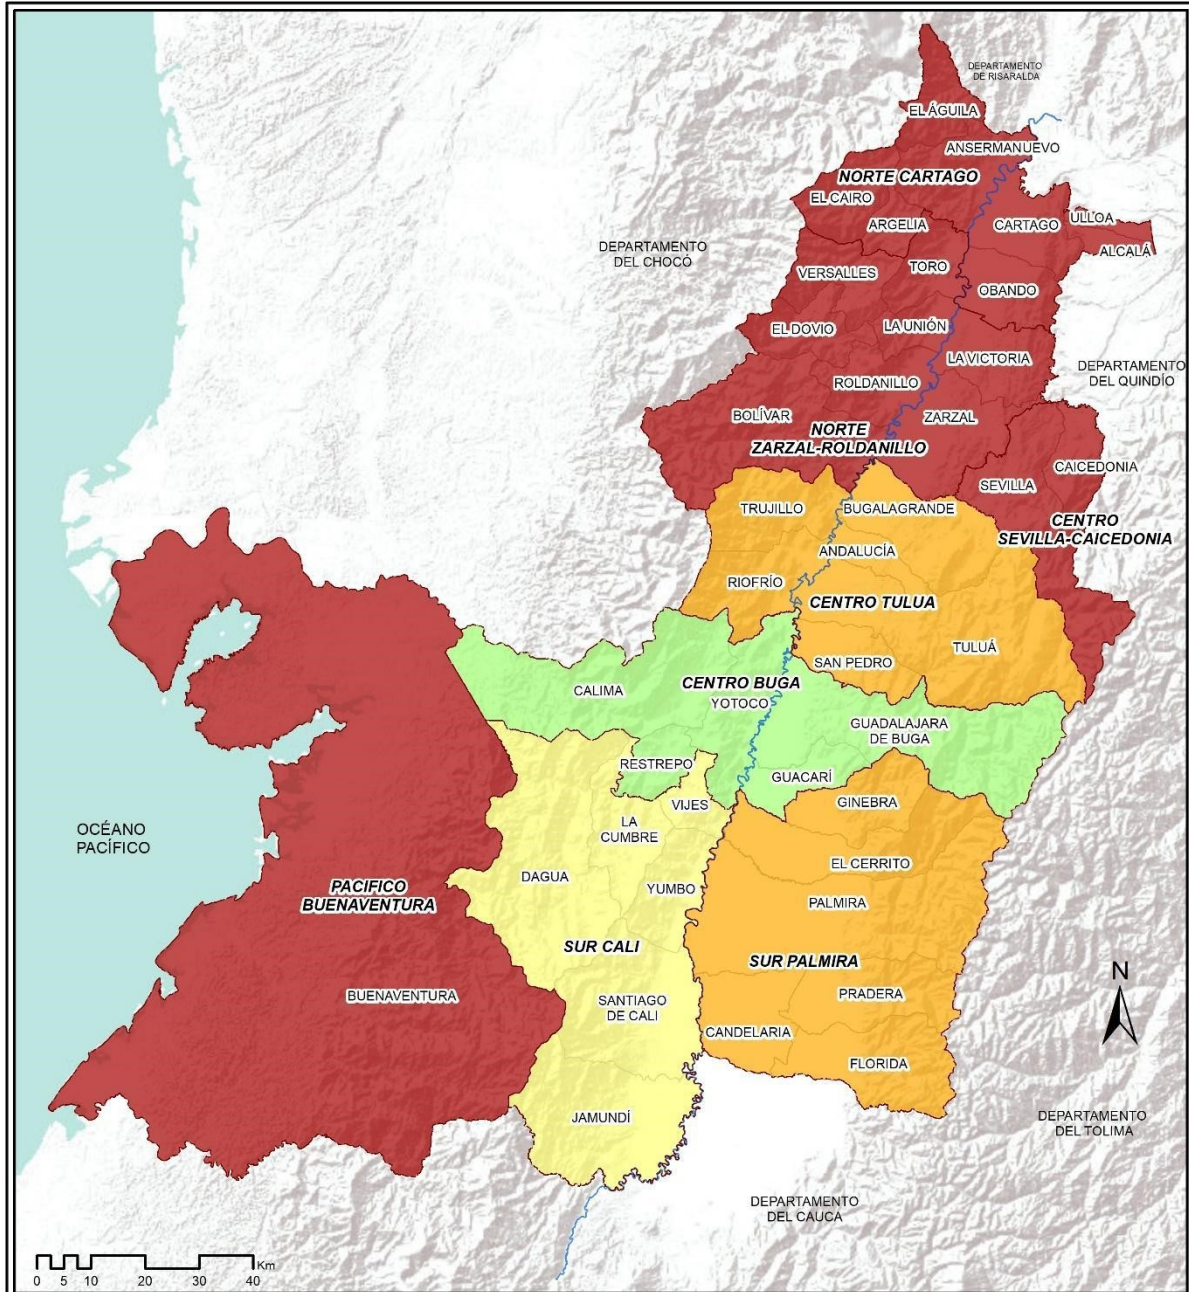 DEPARTAMENTO
DE RISARALDA
EL ÁGUILA
ANSERMANUEVO
NORTE CARTAGO
EL CAIRO
ARGELIA
CARTAGO
ULLOA
ALCALÁ
DEPARTAMENTO
DEL CHOCÓ
VERSALLES
TORO
OBANDO
EL DOVIO
LA UNIÓN
LA VICTORIA
DEPARTAMENTO
DEL QUINDÍO
ROLDANILLO
BOLÍVAR
ZARZAL
NORTE
ZARZAL-ROLDANILLO
CAICEDONIA
SEVILLA
CENTRO
SEVILLA-CAICEDONIA
TRUJILLO
BUGALAGRANDE
ANDALUCÍA
RIOFRÍO
CENTRO TULUA
TULUÁ
SAN PEDRO
CALIMA
CENTRO BUGA
YOTOCO
GUADALAJARA
DE BUGA
RESTREPO
GUACARÍ
VIJES
GINEBRA
LA
CUMBRE
OCÉANO
PACÍFICO
EL CERRITO
DAGUA
YUMBO
PALMIRA
PACIFICO
BUENAVENTURA
SUR CALI
SUR PALMIRA
N
BUENAVENTURA
SANTIAGO
DE CALI
PRADERA
CANDELARIA
FLORIDA
JAMUNDÍ
DEPARTAMENTO
DEL TOLIMA
DEPARTAMENTO
DEL CAUCA
Km
0 5 10 20 30 40